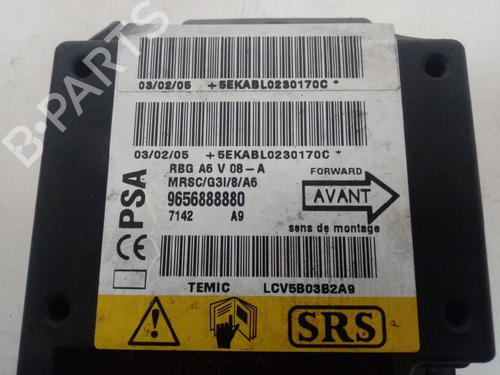 03/02/05 +5EKABL0230170C*
03/02/05 +5EKABL0230170C*
RBG A6 V 08-A
MRSC/G3I/8/A6
9656888880
7142 A9
FORWARD
AVANT
sens de montage
CE PSA
TEMIC LCV5B03B2A9
SRS
B-PARTS